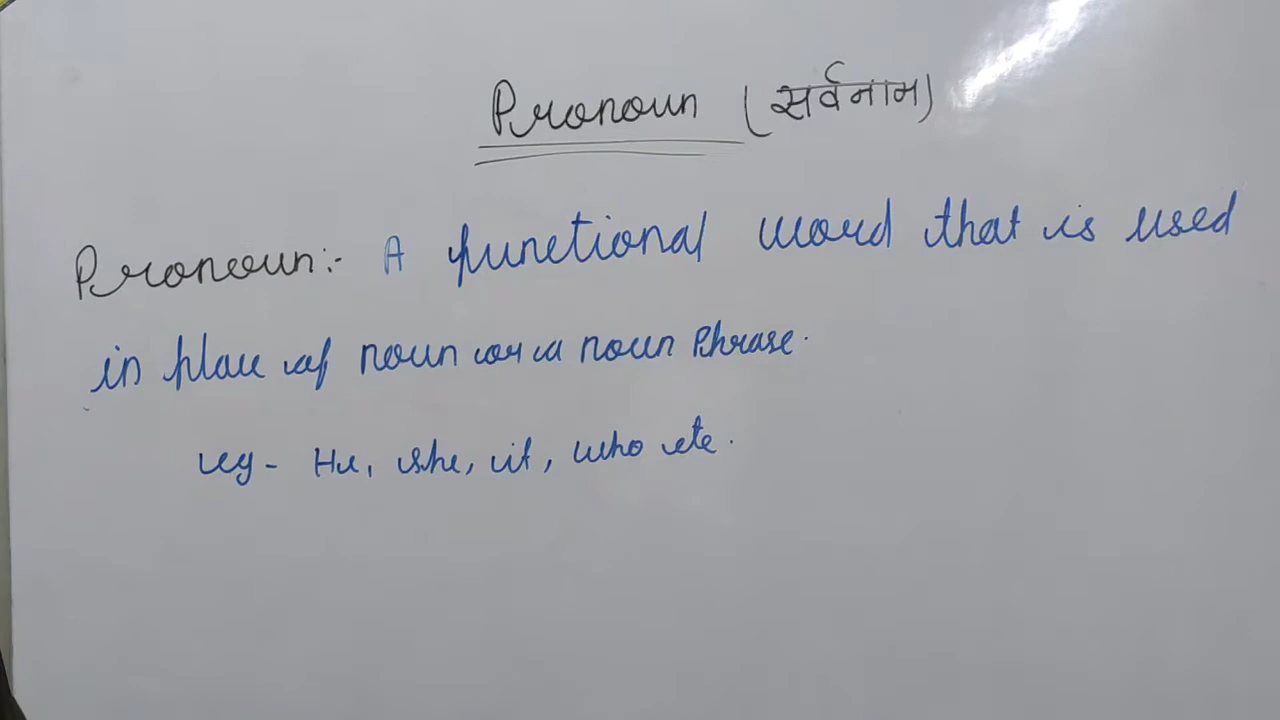 Pronoun (सर्वनाम)
Pronoun:- A functional word that is used
in place of noun or a noun Phrase.
eg- He, she, it, who etc.